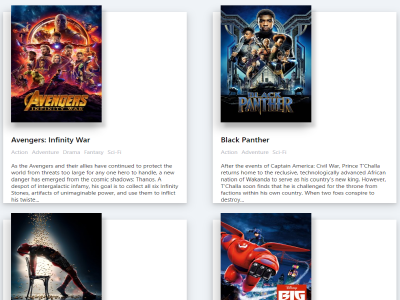 AVENGERS
INFINITY WAR
BLACK
PANTHER
Avengers: Infinity War
Action Adventure Drama Fantasy Sci-Fi
As the Avengers and their allies have continued to protect the
world from threats too large for any one hero to handle, a new
danger has emerged from the cosmic shadows: Thanos. A
despot of intergalactic infamy, his goal is to collect all six Infinity
Stones, artifacts of unimaginable power, and use them to inflict
his twiste...
Black Panther
Action Adventure Sci-Fi
After the events of Captain America: Civil War, Prince T'Challa
returns home to the reclusive, technologically advanced African
nation of Wakanda to serve as his country's new king. However,
T'Challa soon finds that he is challenged for the throne from
factions within his own country. When two foes conspire to
destroy...
Disney
BIG